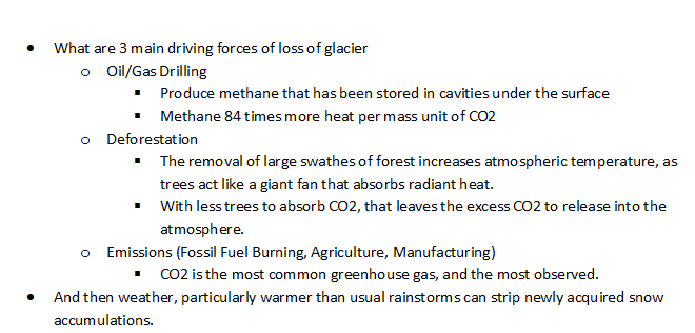 • What are 3 main driving forces of loss of glacier
o Oil/Gas Drilling
▪ Produce methane that has been stored in cavities under the surface
▪ Methane 84 times more heat per mass unit of CO2
o Deforestation
▪ The removal of large swathes of forest increases atmospheric temperature, as
trees act like a giant fan that absorbs radiant heat.
▪ With less trees to absorb CO2, that leaves the excess CO2 to release into the
atmosphere.
o Emissions (Fossil Fuel Burning, Agriculture, Manufacturing)
▪ CO2 is the most common greenhouse gas, and the most observed.
• And then weather, particularly warmer than usual rainstorms can strip newly acquired snow
accumulations.